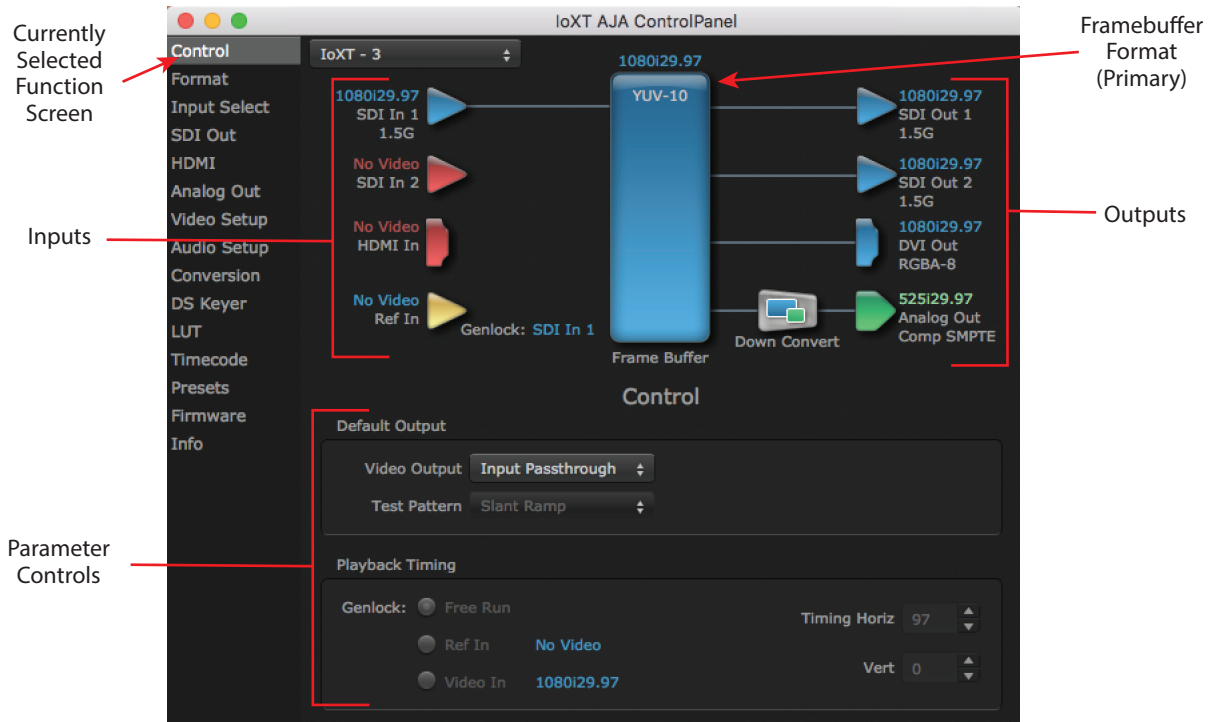 IoXT AJA ControlPanel
Currently
Selected
Function
Screen
Framebuffer
Format
(Primary)
Inputs
Outputs
Parameter
Controls
Control
Format
Input Select
SDI Out
HDMI
Analog Out
Video Setup
Audio Setup
Conversion
DS Keyer
LUT
Timecode
Presets
Firmware
Info
IoXT - 3
1080i29.97
SDI In 1
1.5G
No Video
SDI In 2
No Video
HDMI In
No Video
Ref In
Genlock: SDI In 1
1080i29.97
YUV-10
Frame Buffer
Down Convert
1080i29.97
SDI Out 1
1.5G
1080i29.97
SDI Out 2
1.5G
1080i29.97
DVI Out
RGBA-8
525i29.97
Analog Out
Comp SMPTE
Control
Default Output
Video Output Input Passthrough
Test Pattern Slant Ramp
Playback Timing
Genlock: Free Run
Ref In No Video
Video In 1080i29.97
Timing Horiz 97
Vert 0